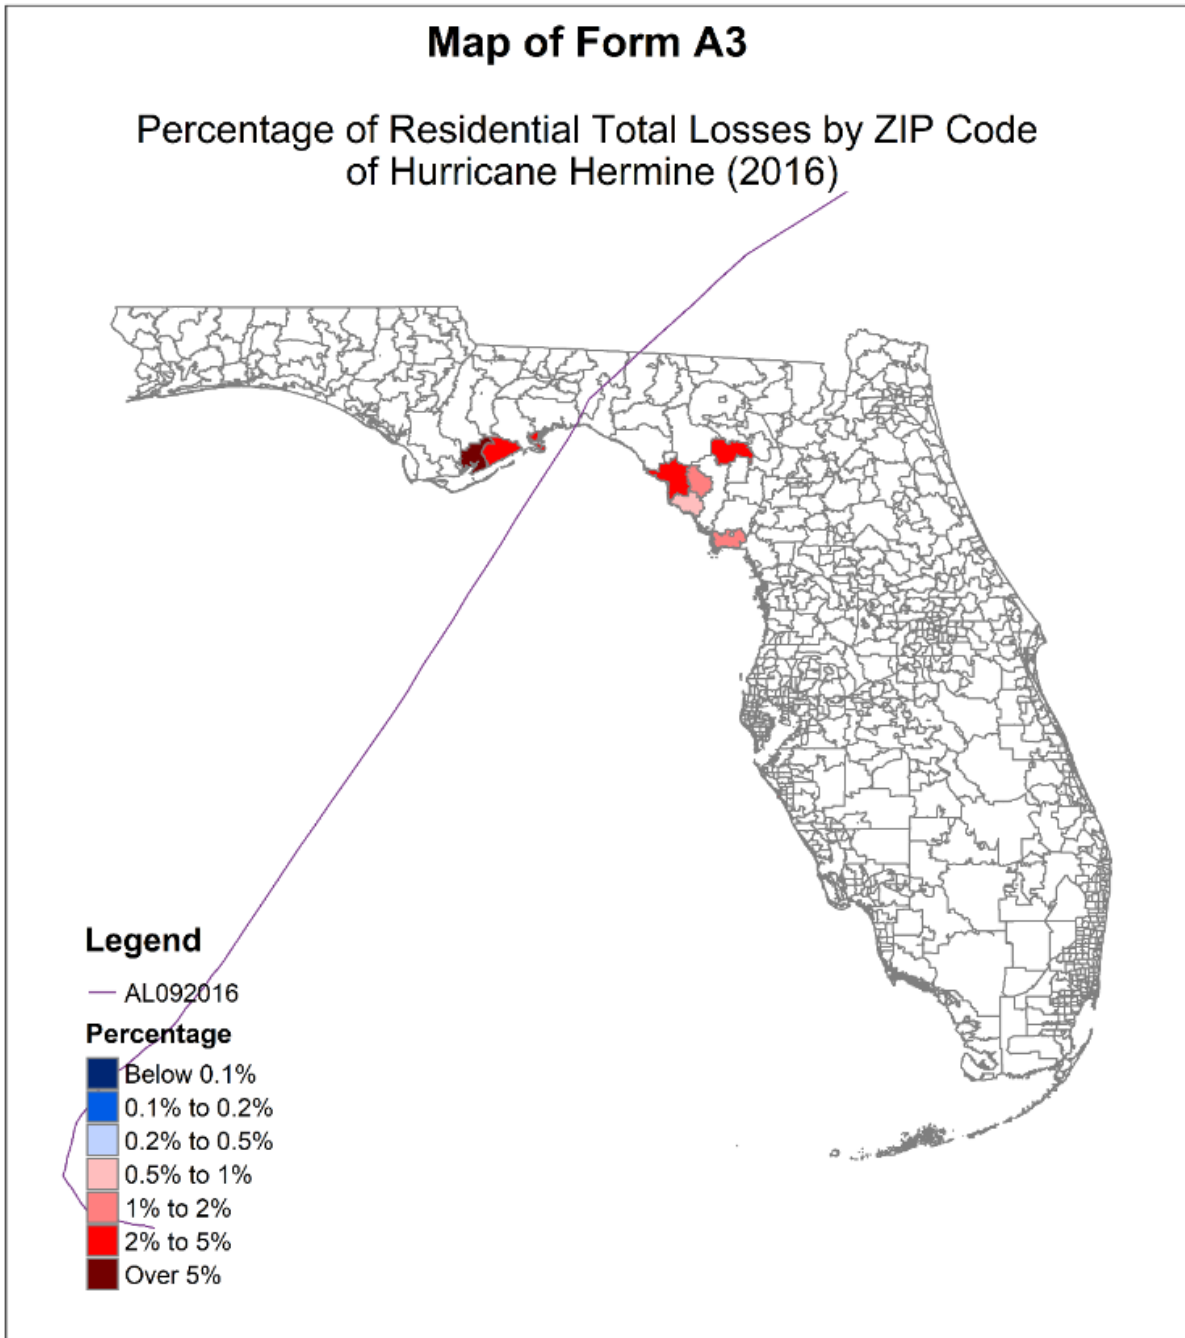 Map of Form A3
Percentage of Residential Total Losses by ZIP Code
of Hurricane Hermine (2016)
Legend
AL092016
Percentage
Below 0.1%
0.1% to 0.2%
0.2% to 0.5%
0.5% to 1%
1% to 2%
2% to 5%
Over 5%